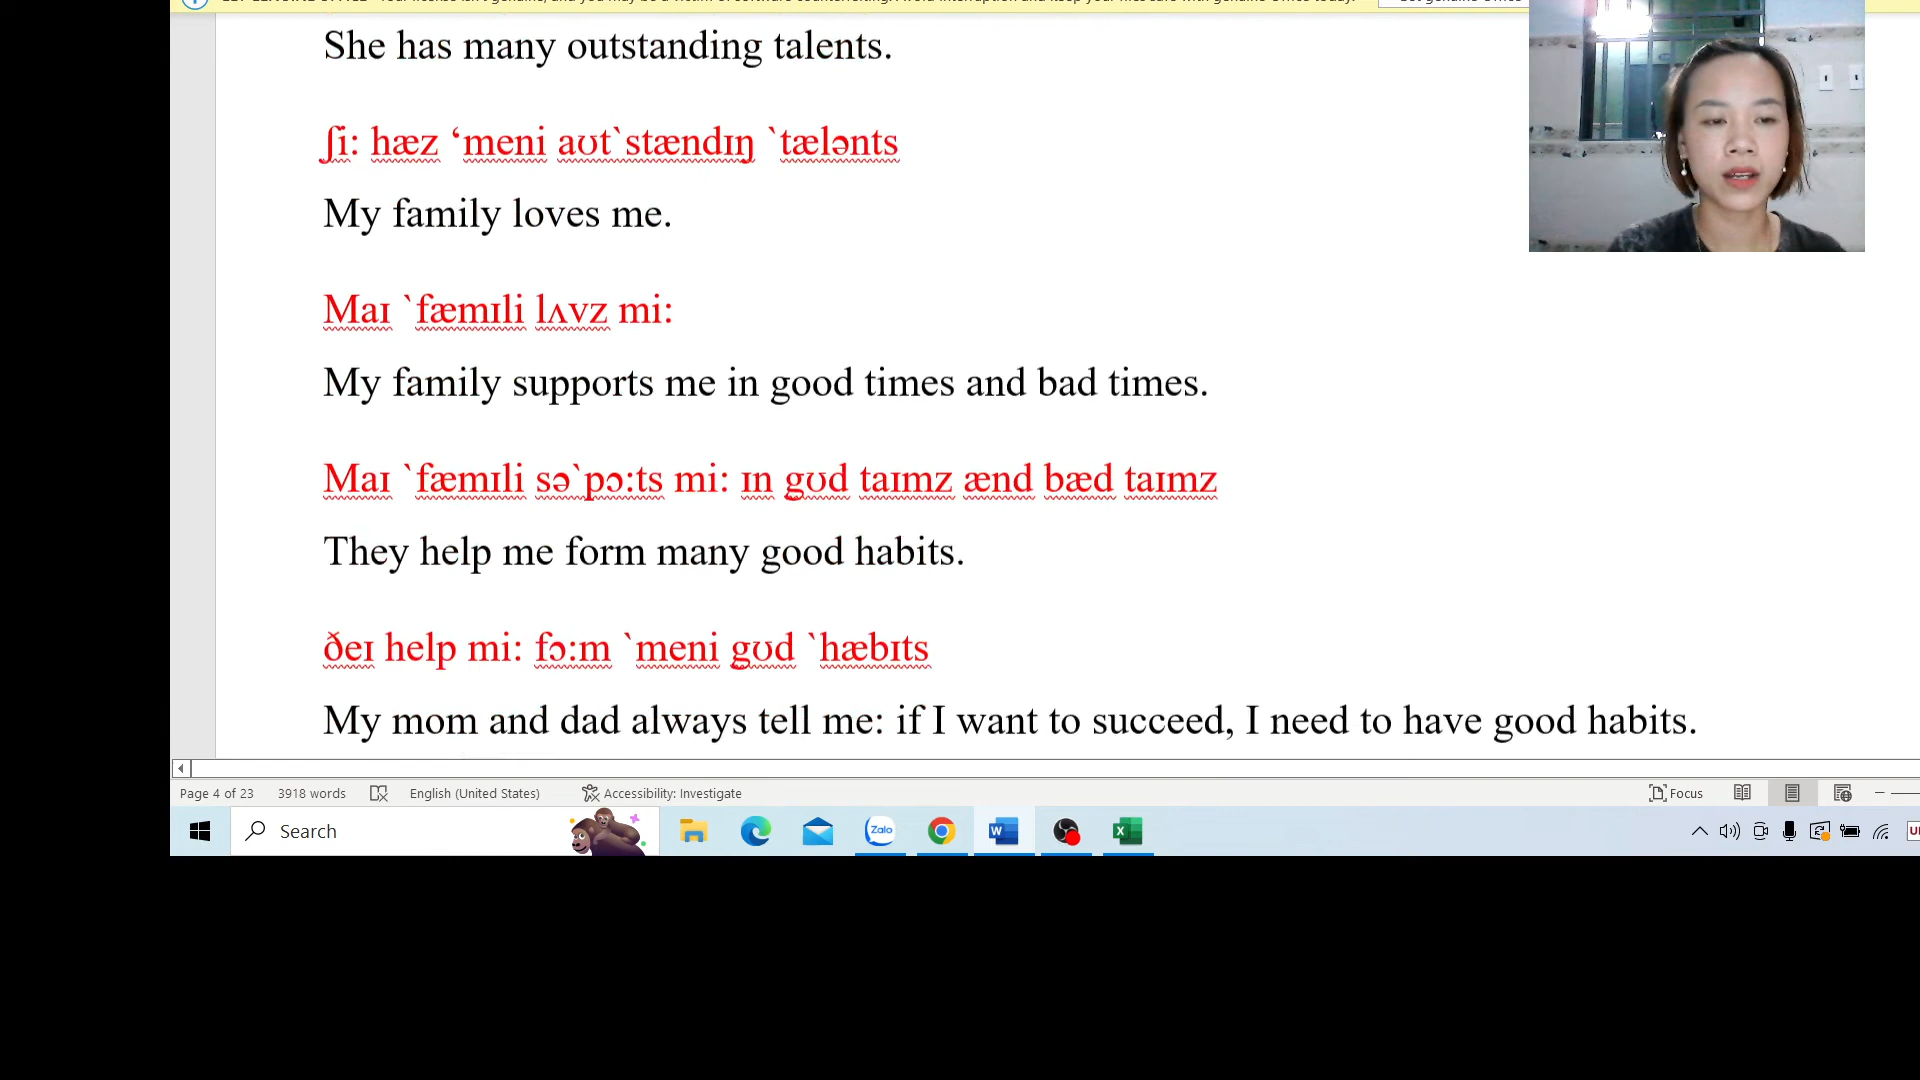 She has many outstanding talents.
ʃi: hæz ‘meni aʊt`stændɪŋ `tælənts
My family loves me.
Maɪ `fæmɪli lʌvz mi:
My family supports me in good times and bad times.
Maɪ `fæmɪli sə`pɔ:ts mi: ɪn gʊd taɪmz ænd bæd taɪmz
They help me form many good habits.
ðeɪ help mi: fɔ:m `meni gʊd `hæbɪts
My mom and dad always tell me: if I want to succeed, I need to have good habits.
Page 4 of 23 3918 words English (United States) Accessibility: Investigate Focus
Search Zalo